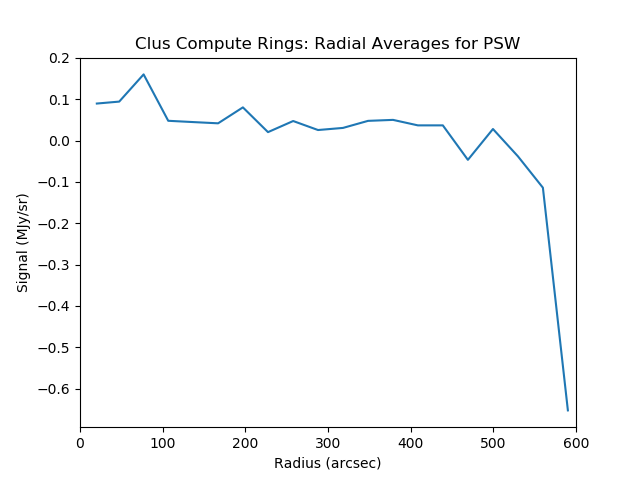 Clus Compute Rings: Radial Averages for PSW
0.2
0.1
0.0
−0.1
−0.2
−0.3
−0.4
−0.5
−0.6
Signal (MJy/sr)
0 100 200 300 400 500 600
Radius (arcsec)